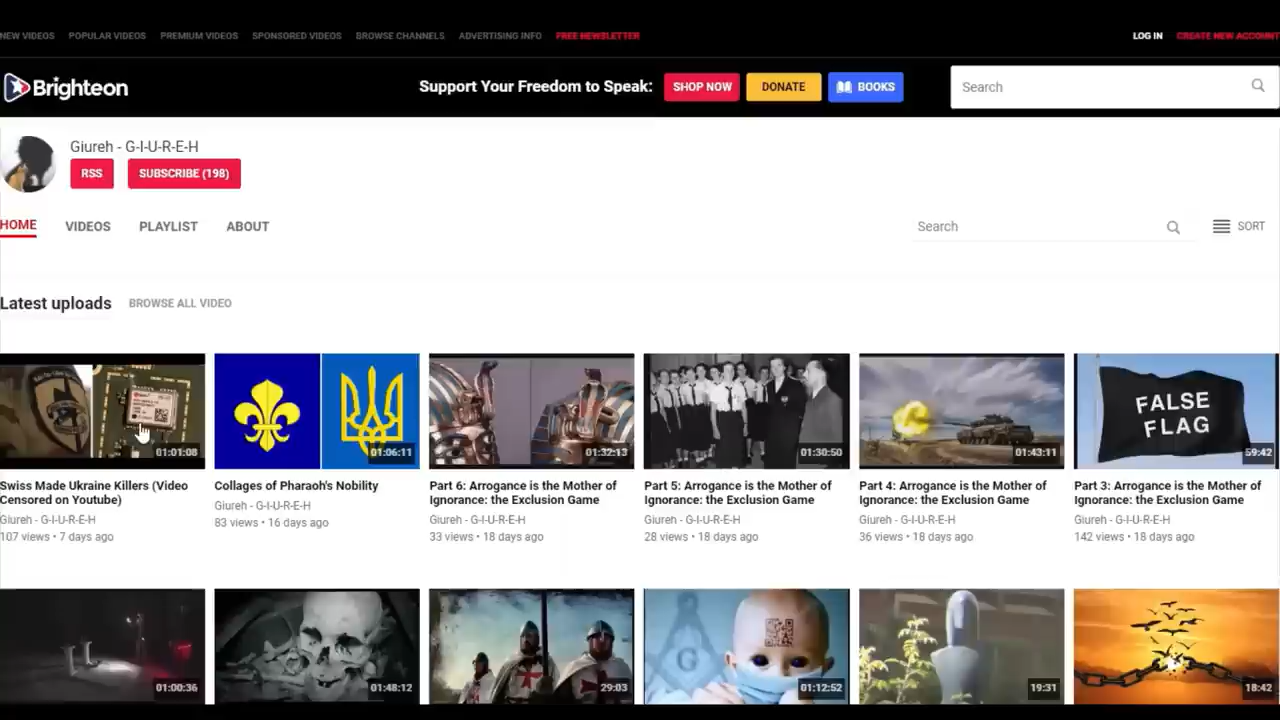 NEW VIDEOS POPULAR VIDEOS PREMIUM VIDEOS SPONSORED VIDEOS BROWSE CHANNELS ADVERTISING INFO FREE NEWSLETTER LOG IN CREATE NEW ACCOUNT
Brighteon Support Your Freedom to Speak: SHOP NOW DONATE BOOKS Search
Giureh - G-I-U-R-E-H
RSS SUBSCRIBE (198)
HOME VIDEOS PLAYLIST ABOUT Search SORT
Latest uploads BROWSE ALL VIDEO
FALSE
FLAG
01:01:08 01:06:11 01:32:13 01:30:50 01:43:11 59:42
Swiss Made Ukraine Killers (Video
Censored on Youtube)
Giureh - G-I-U-R-E-H
107 views • 7 days ago
Collages of Pharaoh's Nobility
Giureh - G-I-U-R-E-H
83 views • 16 days ago
Part 6: Arrogance is the Mother of
Ignorance: the Exclusion Game
Giureh - G-I-U-R-E-H
33 views • 18 days ago
Part 5: Arrogance is the Mother of
Ignorance: the Exclusion Game
Giureh - G-I-U-R-E-H
28 views • 18 days ago
Part 4: Arrogance is the Mother of
Ignorance: the Exclusion Game
Giureh - G-I-U-R-E-H
36 views • 18 days ago
Part 3: Arrogance is the Mother of
Ignorance: the Exclusion Game
Giureh - G-I-U-R-E-H
142 views • 18 days ago
G
01:00:36 01:48:12 29:03 01:12:52 19:31 18:42